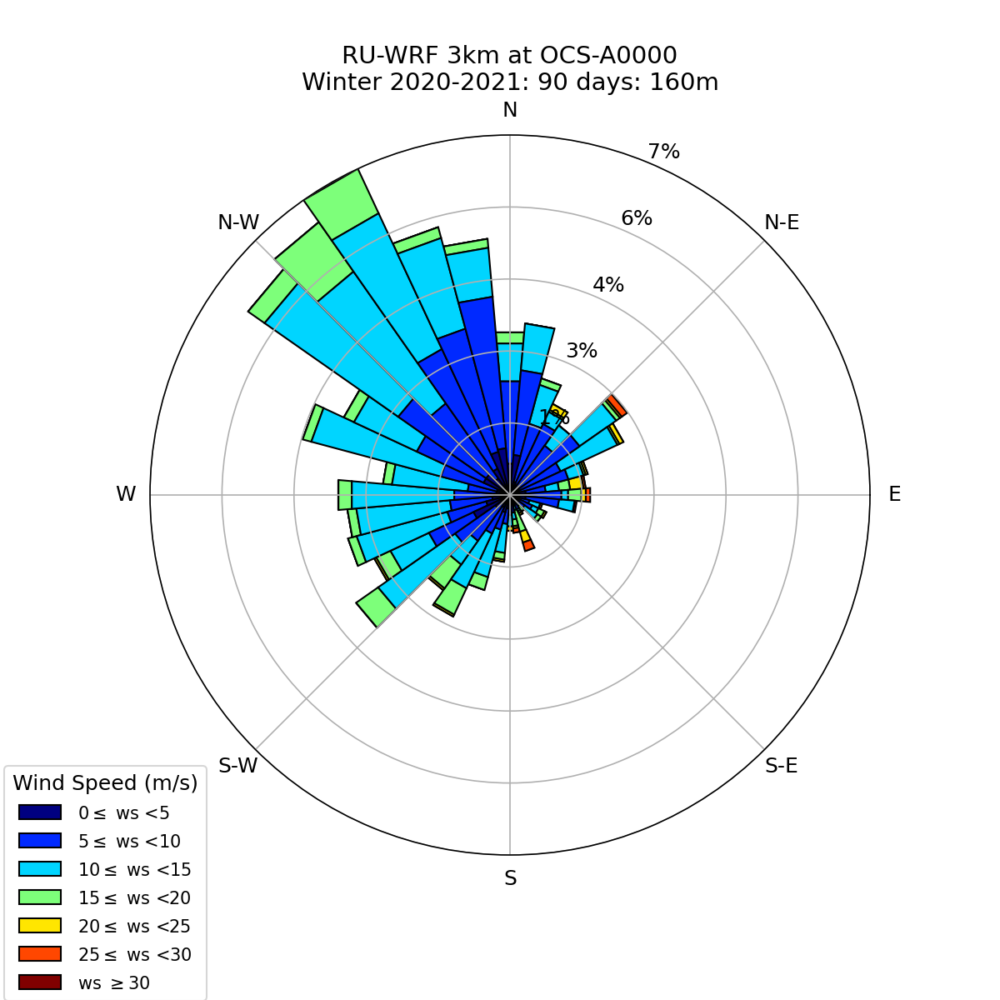 RU-WRF 3km at OCS-A0000
Winter 2020-2021: 90 days: 160m
N
7%
N-W
6%
N-E
4%
3%
1%
W
E
S-W
S-E
S
Wind Speed (m/s)
0 ≤ ws <5
5 ≤ ws <10
10 ≤ ws <15
15 ≤ ws <20
20 ≤ ws <25
25 ≤ ws <30
ws ≥ 30